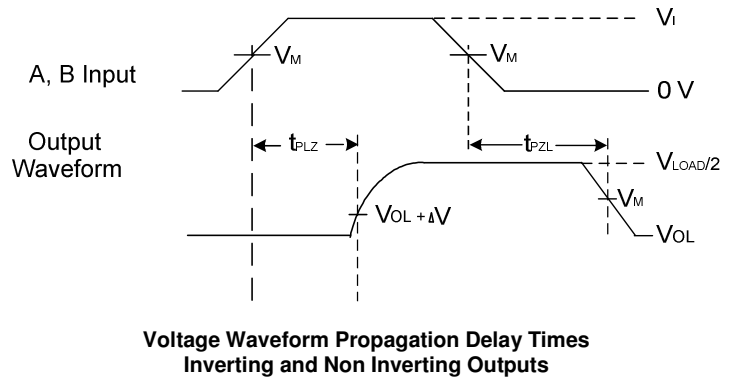 VI
VM
VM
A, B Input
0 V
Output
Waveform
tPLZ
tPZL
VLOAD/2
VM
VOL + ΔV
VOL
Voltage Waveform Propagation Delay Times
Inverting and Non Inverting Outputs